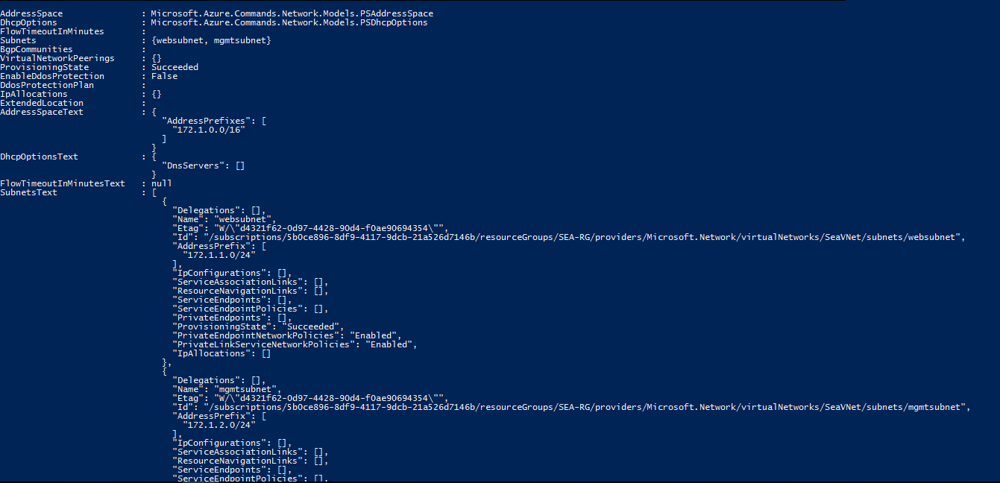 AddressSpace : Microsoft.Azure.Commands.Network.Models.PSAddressSpace
DhcpOptions : Microsoft.Azure.Commands.Network.Models.PSDhcpOptions
FlowTimeoutInMinutes :
Subnets : {websubnet, mgmtsubnet}
BgpCommunities :
VirtualNetworkPeerings : {}
ProvisioningState : Succeeded
EnableDdosProtection : False
DdosProtectionPlan :
IpAllocations : {}
ExtendedLocation :
AddressSpaceText : {
"AddressPrefixes": [
"172.1.0.0/16"
]
}
DhcpOptionsText : {
"DnsServers": []
}
FlowTimeoutInMinutesText : null
SubnetsText : [
{
"Delegations": [],
"Name": "websubnet",
"Etag": "W/\"d4321f62-0d97-4428-90d4-f0ae90694354\"",
"Id": "/subscriptions/5b0ce896-8df9-4117-9dcb-21a526d7146b/resourceGroups/SEA-RG/providers/Microsoft.Network/virtualNetworks/SeaVNet/subnets/websubnet",
"AddressPrefix": [
"172.1.1.0/24"
],
"IpConfigurations": [],
"ServiceAssociationLinks": [],
"ResourceNavigationLinks": [],
"ServiceEndpoints": [],
"ServiceEndpointPolicies": [],
"PrivateEndpoints": [],
"ProvisioningState": "Succeeded",
"PrivateEndpointNetworkPolicies": "Enabled",
"PrivateLinkServiceNetworkPolicies": "Enabled",
"IpAllocations": []
},
{
"Delegations": [],
"Name": "mgmtsubnet",
"Etag": "W/\"d4321f62-0d97-4428-90d4-f0ae90694354\"",
"Id": "/subscriptions/5b0ce896-8df9-4117-9dcb-21a526d7146b/resourceGroups/SEA-RG/providers/Microsoft.Network/virtualNetworks/SeaVNet/subnets/mgmtsubnet",
"AddressPrefix": [
"172.1.2.0/24"
],
"IpConfigurations": [],
"ServiceAssociationLinks": [],
"ResourceNavigationLinks": [],
"ServiceEndpoints": [],
"ServiceEndpointPolicies": [],